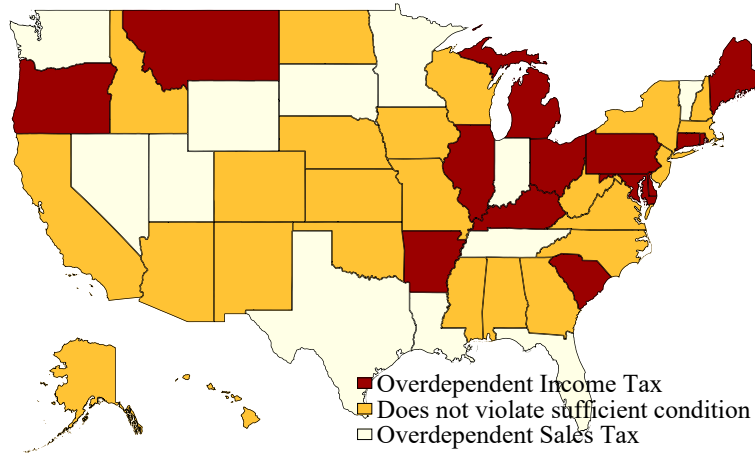 Overdependent Income Tax
Does not violate sufficient condition
Overdependent Sales Tax